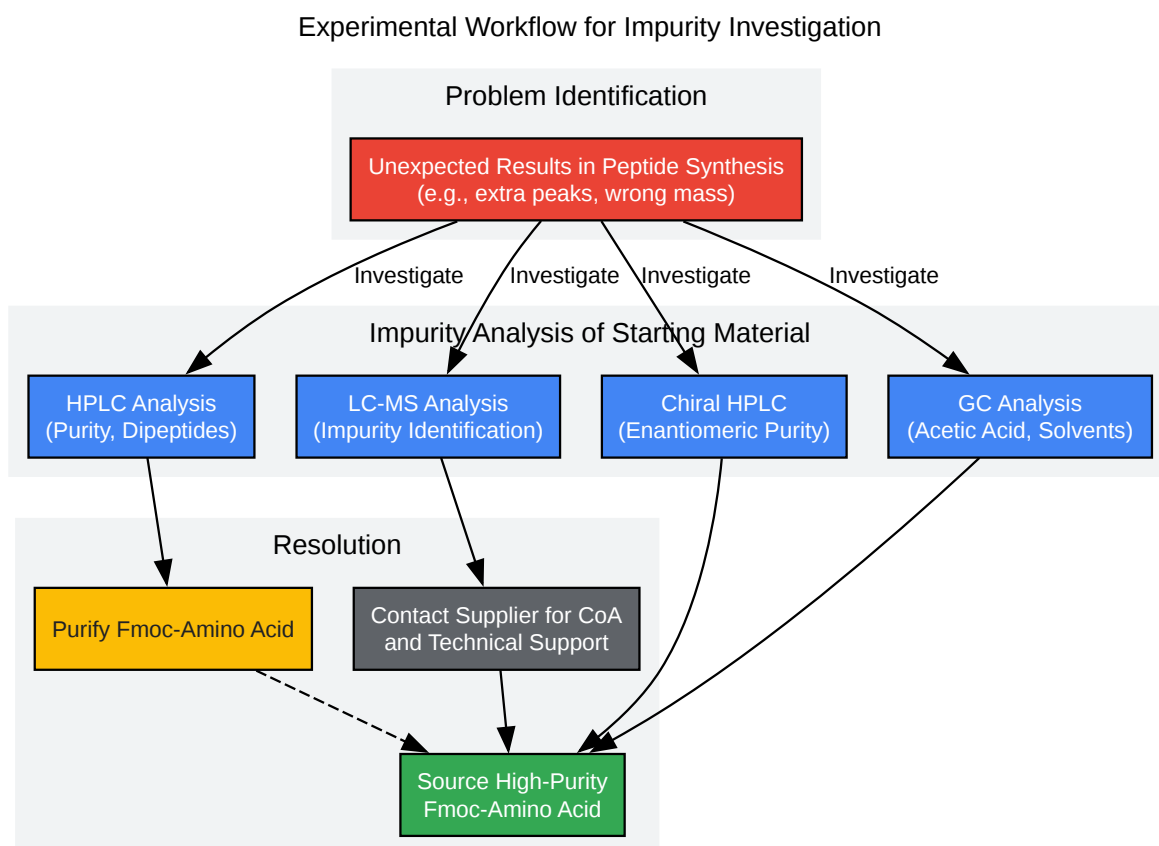 Experimental Workflow for Impurity Investigation
Problem Identification
Unexpected Results in Peptide Synthesis
(e.g., extra peaks, wrong mass)
Investigate
Investigate
Investigate
Investigate
Impurity Analysis of Starting Material
HPLC Analysis
(Purity, Dipeptides)
LC-MS Analysis
(Impurity Identification)
Chiral HPLC
(Enantiomeric Purity)
GC Analysis
(Acetic Acid, Solvents)
Resolution
Purify Fmoc-Amino Acid
Contact Supplier for CoA
and Technical Support
Source High-Purity
Fmoc-Amino Acid